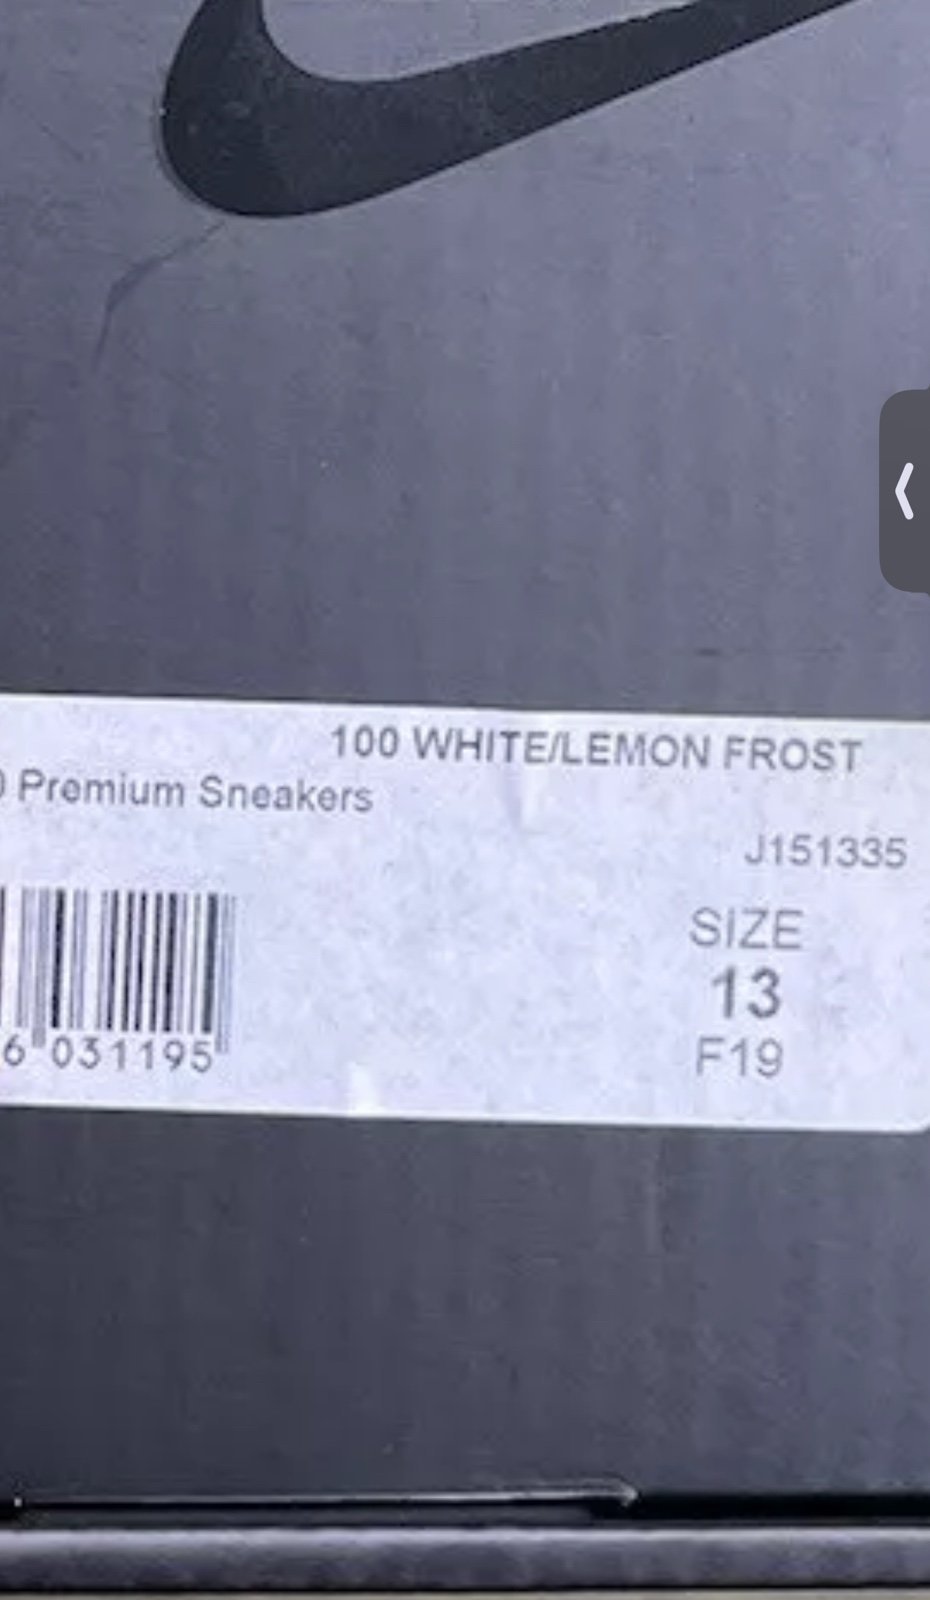 100 WHITE/LEMON FROST
Premium Sneakers
J151335
SIZE
13
F19
6 031195